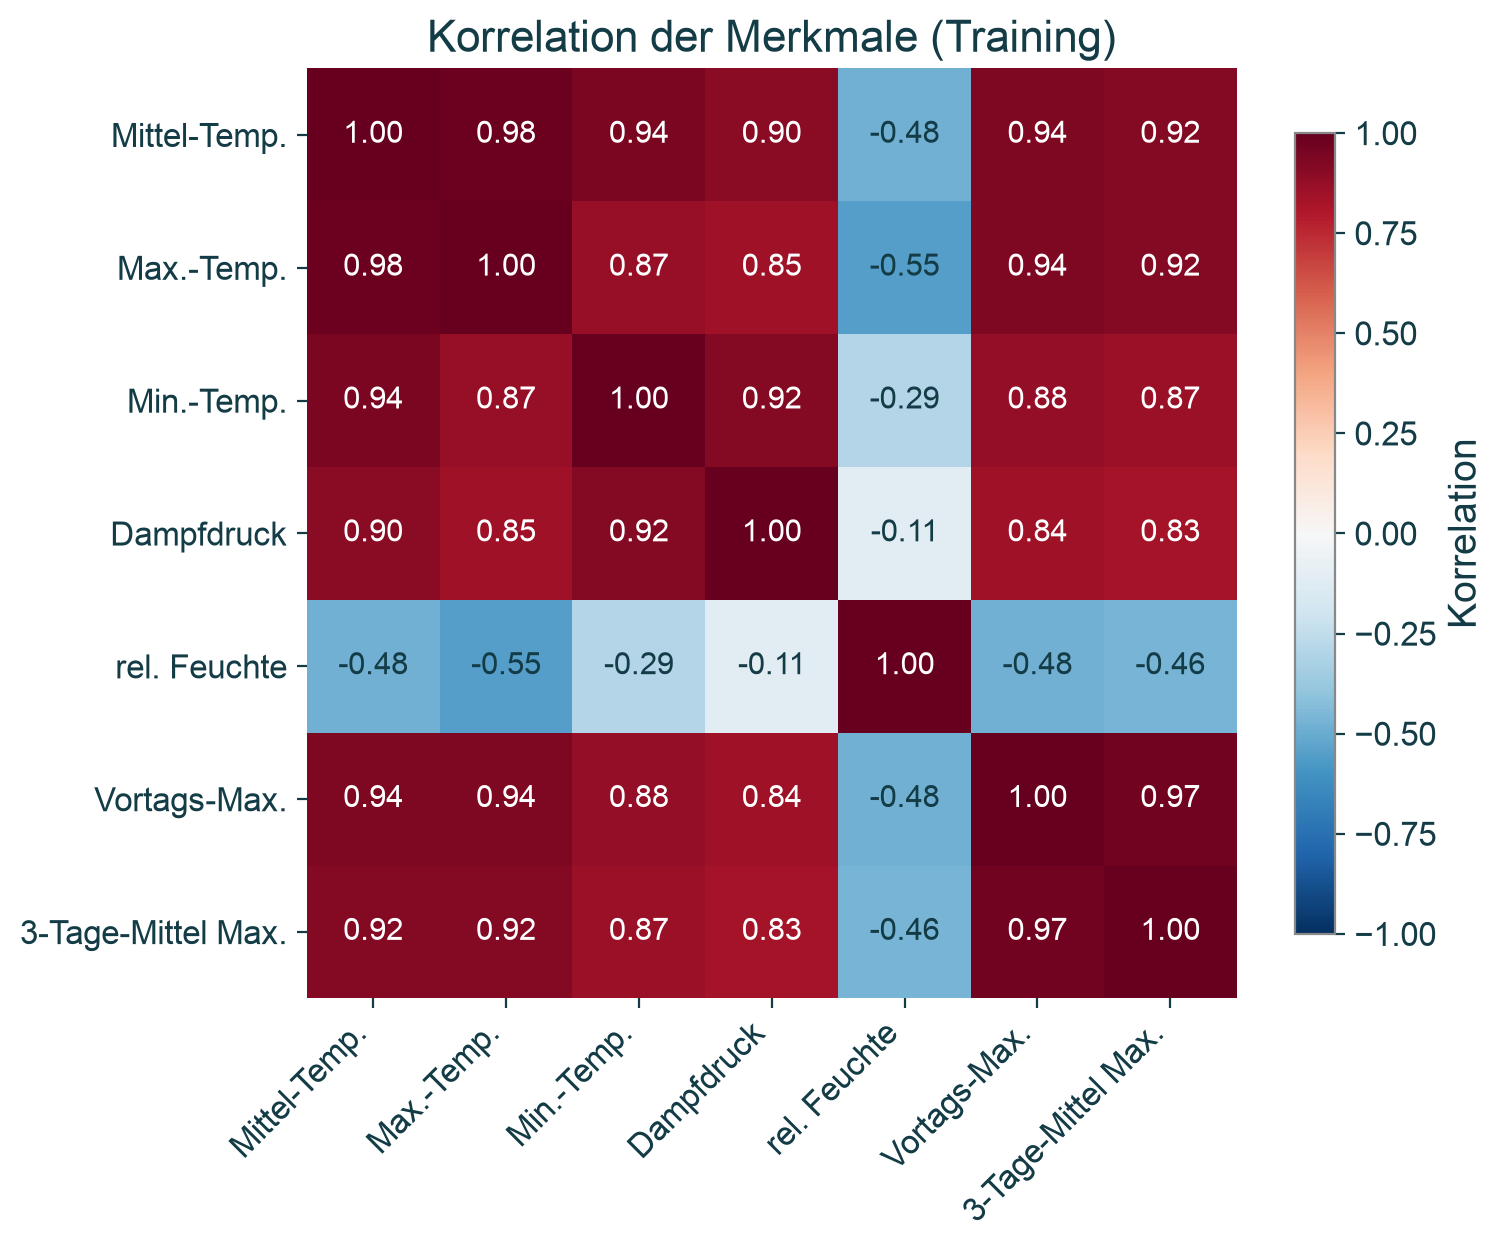 Korrelation der Merkmale (Training)
Mittel-Temp. 1.00 0.98 0.94 0.90 -0.48 0.94 0.92
Max.-Temp. 0.98 1.00 0.87 0.85 -0.55 0.94 0.92
Min.-Temp. 0.94 0.87 1.00 0.92 -0.29 0.88 0.87
Dampfdruck 0.90 0.85 0.92 1.00 -0.11 0.84 0.83
rel. Feuchte -0.48 -0.55 -0.29 -0.11 1.00 -0.48 -0.46
Vortags-Max. 0.94 0.94 0.88 0.84 -0.48 1.00 0.97
3-Tage-Mittel Max. 0.92 0.92 0.87 0.83 -0.46 0.97 1.00
Mittel-Temp.
Max.-Temp.
Min.-Temp.
Dampfdruck
rel. Feuchte
Vortags-Max.
3-Tage-Mittel Max.
1.00
0.75
0.50
0.25
0.00
−0.25
−0.50
−0.75
−1.00
Korrelation